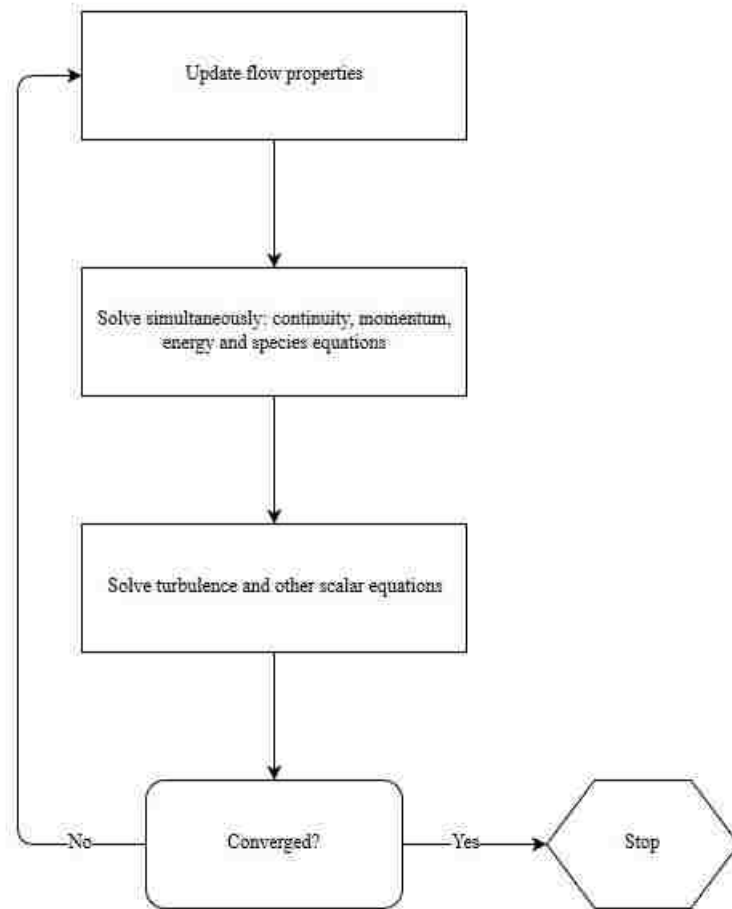 Update flow properties
Solve simultaneously: continuity, momentum,
energy and species equations
Solve turbulence and other scalar equations
No
Converged?
Yes
Stop